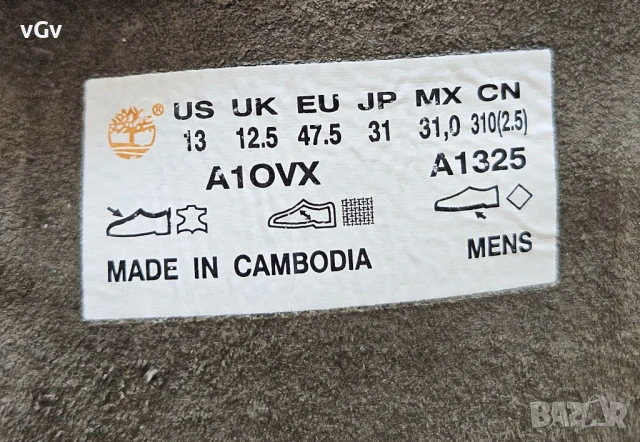 vGv
® US UK EU JP MX CN
13 12.5 47.5 31 31,0 310(2.5)
A1OVX A1325
MADE IN CAMBODIA MENS
BAZAR